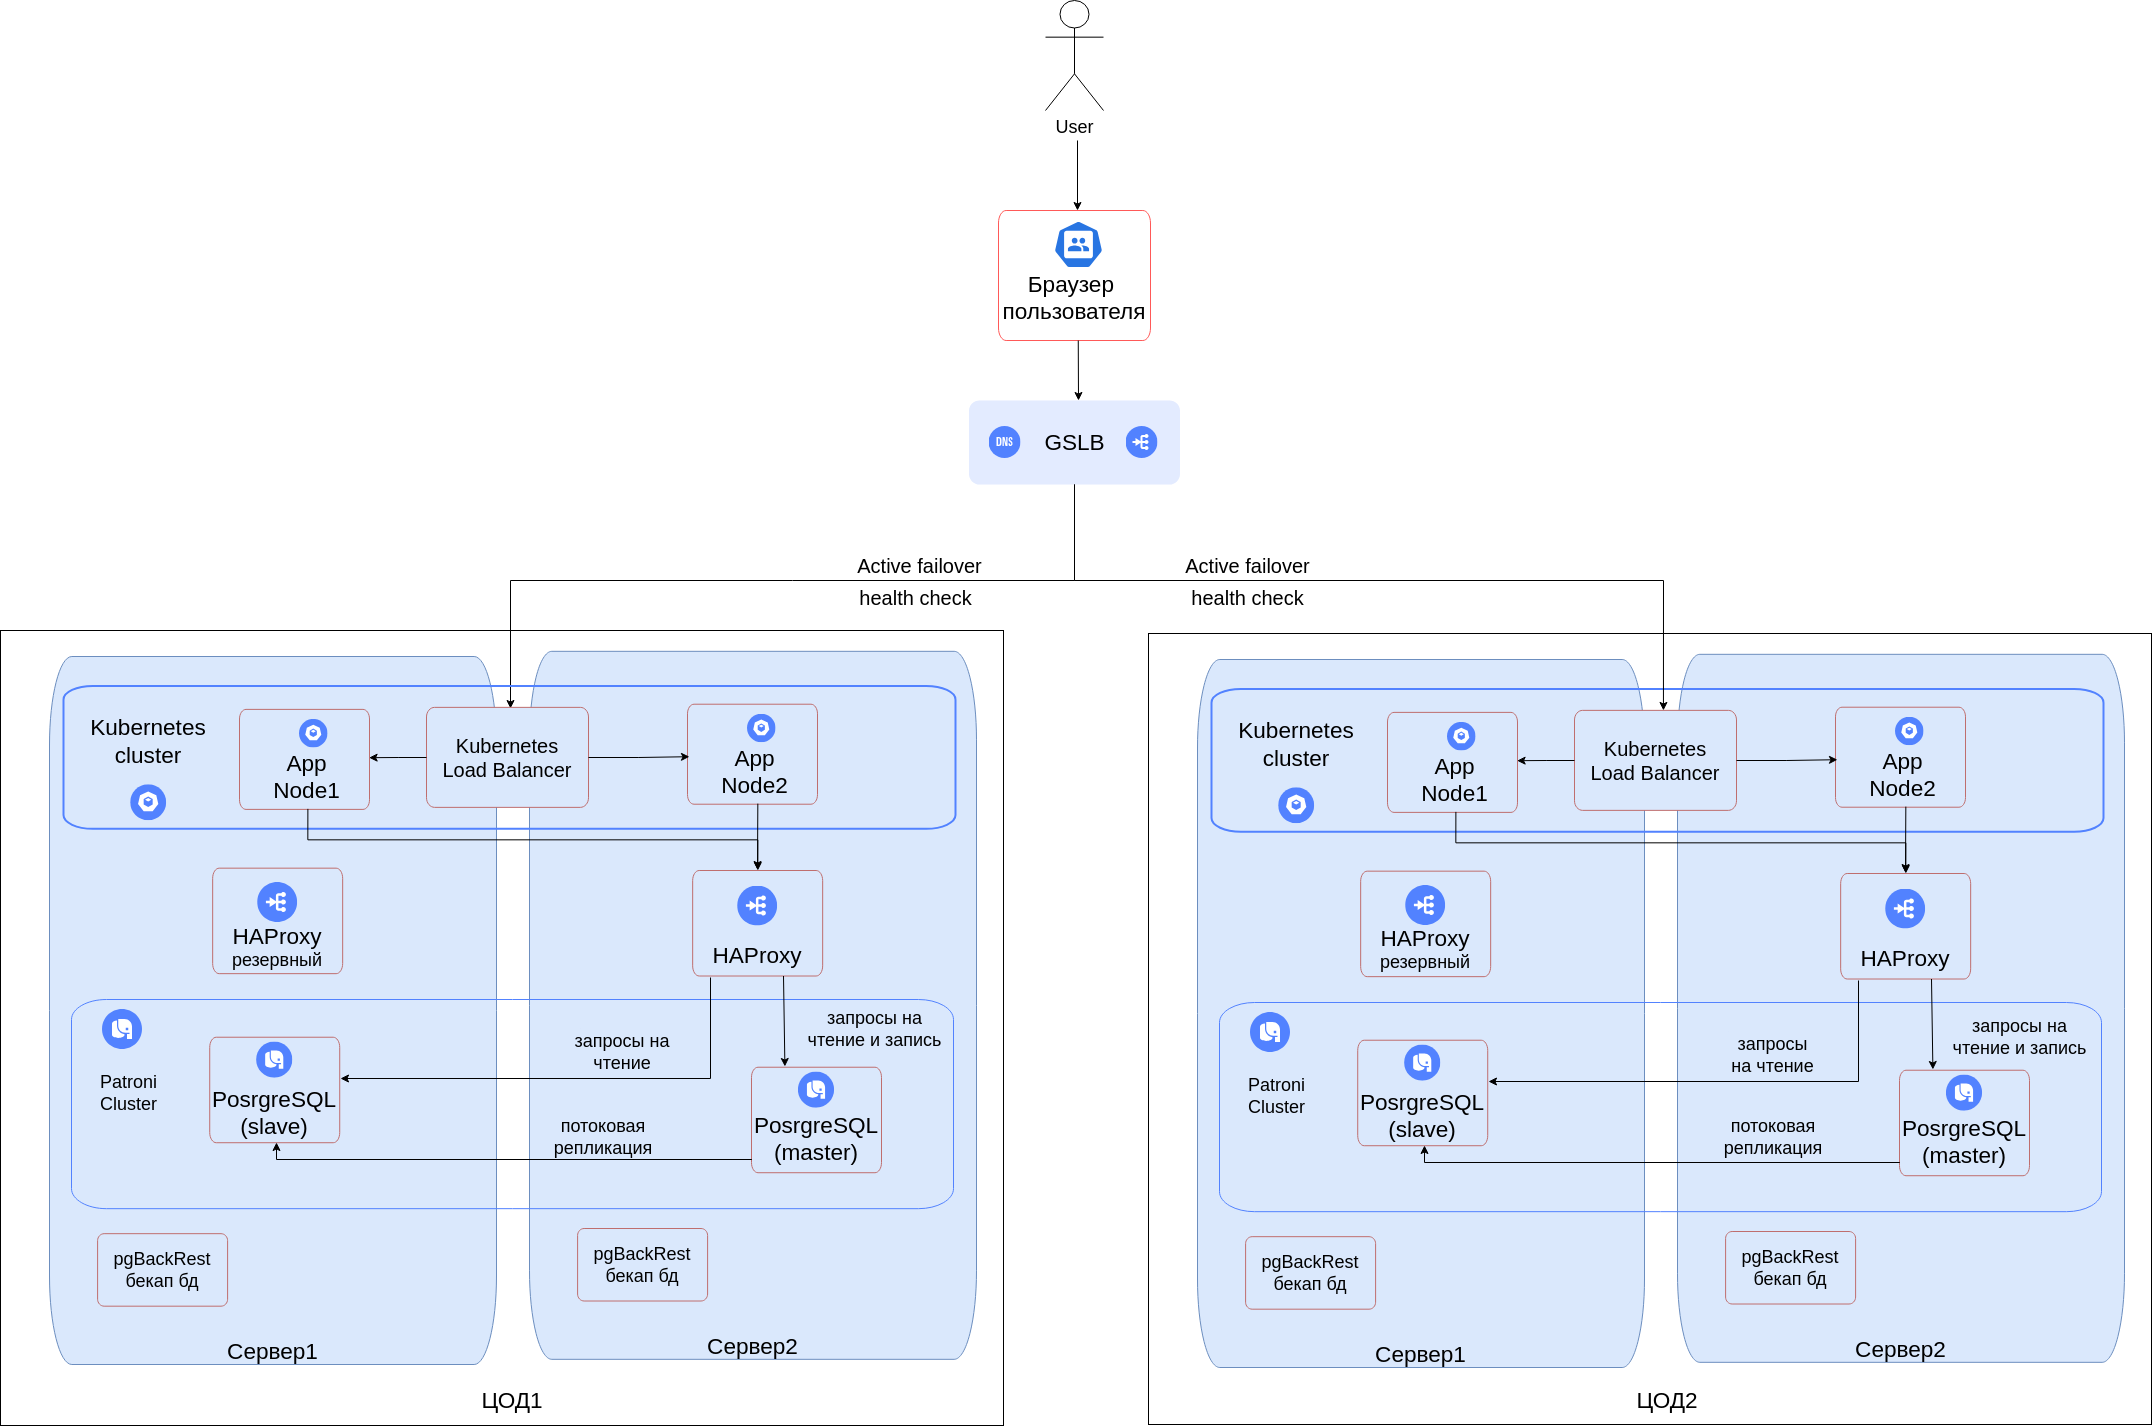 User
Браузер
пользователя
DNS
GSLB
Active failover
health check
Active failover
health check
Kubernetes
cluster
App
Node1
Kubernetes
Load Balancer
App
Node2
HAProxy
резервный
HAProxy
Patroni
Cluster
PosrgreSQL
(slave)
запросы на
чтение
запросы на
чтение и запись
потоковая
репликация
PosrgreSQL
(master)
pgBackRest
бекап бд
pgBackRest
бекап бд
Сервер1
Сервер2
ЦОД1
Kubernetes
cluster
App
Node1
Kubernetes
Load Balancer
App
Node2
HAProxy
резервный
HAProxy
Patroni
Cluster
PosrgreSQL
(slave)
запросы
на чтение
запросы на
чтение и запись
потоковая
репликация
PosrgreSQL
(master)
pgBackRest
бекап бд
pgBackRest
бекап бд
Сервер1
Сервер2
ЦОД2